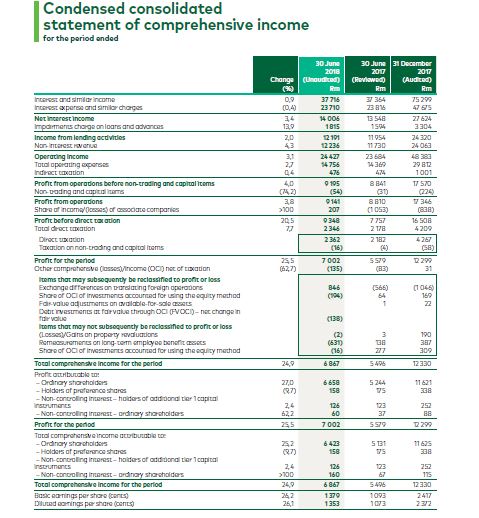 Condensed consolidated
statement of comprehensive income
for the period ended
30 June 30 June 31 December
2018 2017 2017
Change (Unaudited) (Reviewed) (Audited)
(%) Rm Rm Rm
Interest and similar income 0,9 37 716 37 364 75 299
Interest expense and similar charges (0,4) 23 710 23 816 47 675
Net interest income 3,4 14 006 13 548 27 624
Impairments charge on loans and advances 13,9 1 815 1 594 3 304
Income from lending activities 2,0 12 191 11 954 24 320
Non-interest revenue 4,3 12 236 11 730 24 063
Operating income 3,1 24 427 23 684 48 383
Total operating expenses 2,7 14 756 14 369 29 812
Indirect taxation 0,4 476 474 1 001
Profit from operations before non-trading and capital items 4,0 9 195 8 841 17 570
Non-trading and capital items (74,2) (54) (31) (224)
Profit from operations 3,8 9 141 8 810 17 346
Share of income/(losses) of associate companies >100 207 (1 053) (838)
Profit before direct taxation 20,5 9 348 7 757 16 508
Total direct taxation 7,7 2 346 2 178 4 209
Direct taxation 2 362 2 182 4 267
Taxation on non-trading and capital items (16) (4) (58)
Profit for the period 25,5 7 002 5 579 12 299
Other comprehensive (losses)/income (OCI) net of taxation (62,7) (135) (83) 31
Items that may subsequently be reclassified to profit or loss
Exchange differences on translating foreign operations 846 (566) (1 046)
Share of OCI of investments accounted for using the equity method (194) 64 169
Fair-value adjustments on available-for-sale assets 1 22
Debt investments at fair value through OCI (FVOCI) – net change in
fair value (138)
Items that may not subsequently be reclassified to profit or loss
(Losses)/Gains on property revaluations (2) 3 190
Remeasurements on long-term employee benefit assets (631) 138 387
Share of OCI of investments accounted for using the equity method (16) 277 309
Total comprehensive income for the period 24,9 6 867 5 496 12 330
Profit attributable to:
– Ordinary shareholders 27,0 6 658 5 244 11 621
– Holders of preference shares (9,7) 158 175 338
– Non-controlling interest – holders of additional tier 1 capital
instruments 2,4 126 123 252
– Non-controlling interest – ordinary shareholders 62,2 60 37 88
Profit for the period 25,5 7 002 5 579 12 299
Total comprehensive income attributable to:
– Ordinary shareholders 25,2 6 423 5 131 11 625
– Holders of preference shares (9,7) 158 175 338
– Non-controlling interest – holders of additional tier 1 capital
instruments 2,4 126 123 252
– Non-controlling interest – ordinary shareholders >100 160 67 115
Total comprehensive income for the period 24,9 6 867 5 496 12 330
Basic earnings per share (cents) 26,2 1 379 1 093 2 417
Diluted earnings per share (cents) 26,1 1 353 1 073 2 372